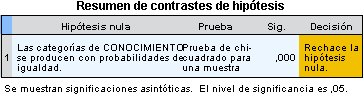 Resumen de contrastes de hipótesis
Hipótesis nula Prueba Sig. Decisión
1 Las categorías de CONOCIMIENTO se producen con probabilidades de igualdad. Prueba de chi-cuadrado para una muestra ,000 Rechace la hipótesis nula.
Se muestran significaciones asintóticas. El nivel de significancia es ,05.